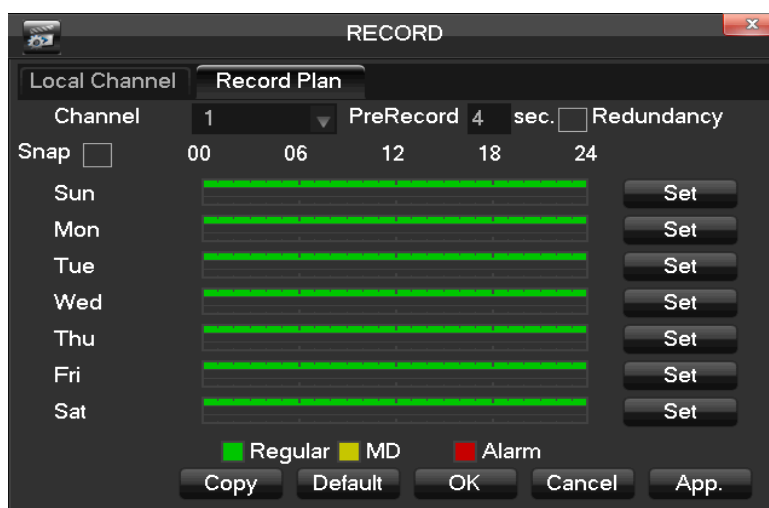 RECORD
Local Channel Record Plan
Channel 1 PreRecord 4 sec. Redundancy
Snap 00 06 12 18 24
Sun Set
Mon Set
Tue Set
Wed Set
Thu Set
Fri Set
Sat Set
Regular MD Alarm
Copy Default OK Cancel App.